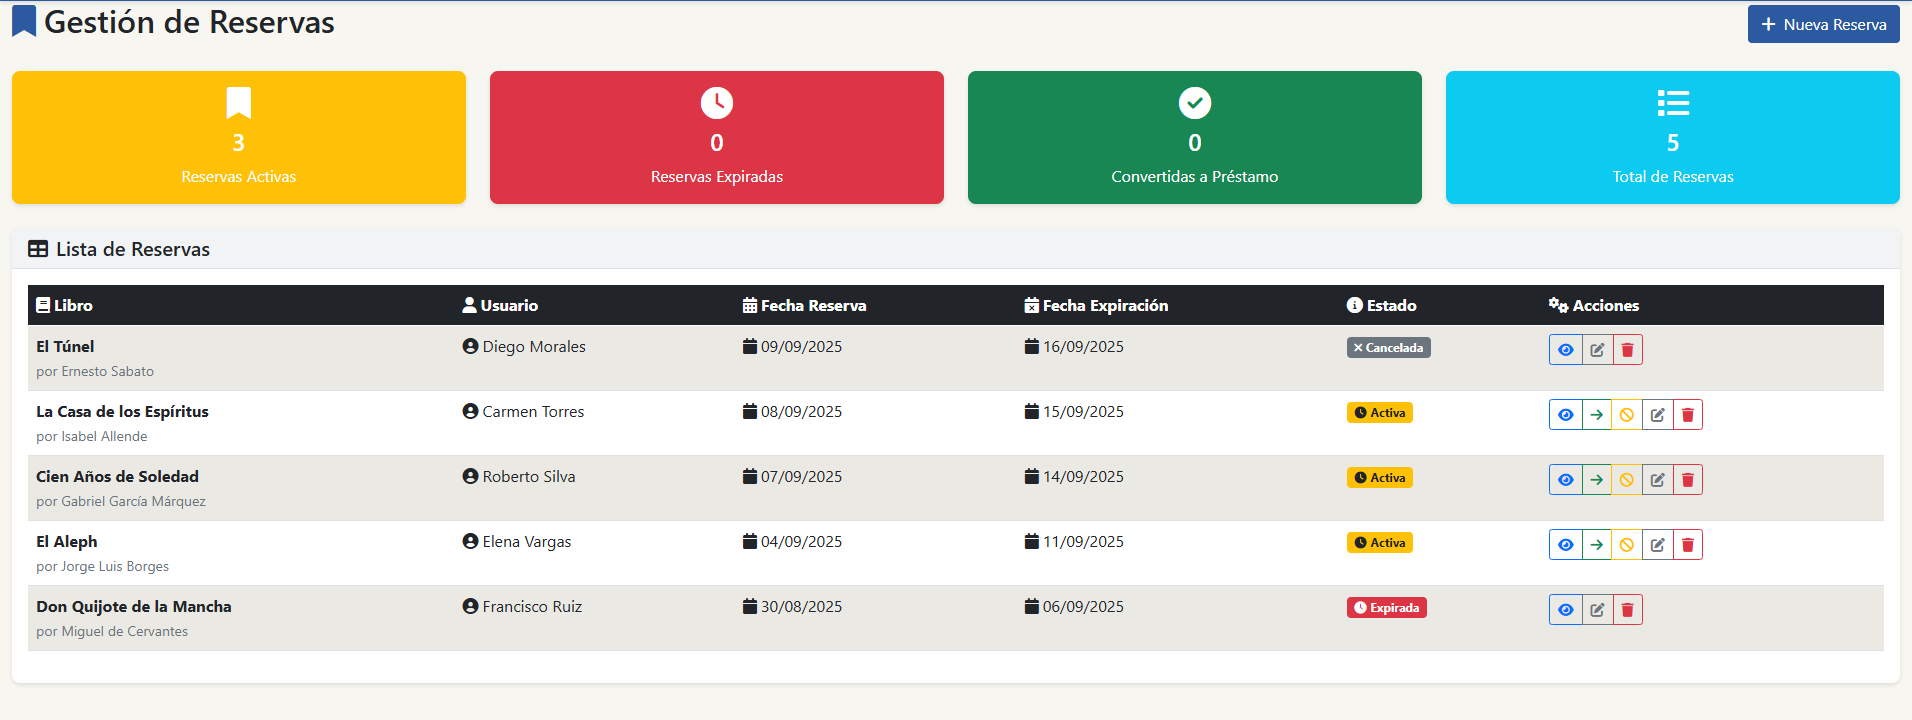 Gestión de Reservas
+ Nueva Reserva
3
Reservas Activas
0
Reservas Expiradas
0
Convertidas a Préstamo
5
Total de Reservas
Lista de Reservas
Libro Usuario Fecha Reserva Fecha Expiración Estado Acciones
El Túnel Diego Morales 09/09/2025 16/09/2025 Cancelada
por Ernesto Sabato
La Casa de los Espíritus Carmen Torres 08/09/2025 15/09/2025 Activa
por Isabel Allende
Cien Años de Soledad Roberto Silva 07/09/2025 14/09/2025 Activa
por Gabriel García Márquez
El Aleph Elena Vargas 04/09/2025 11/09/2025 Activa
por Jorge Luis Borges
Don Quijote de la Mancha Francisco Ruiz 30/08/2025 06/09/2025 Expirada
por Miguel de Cervantes